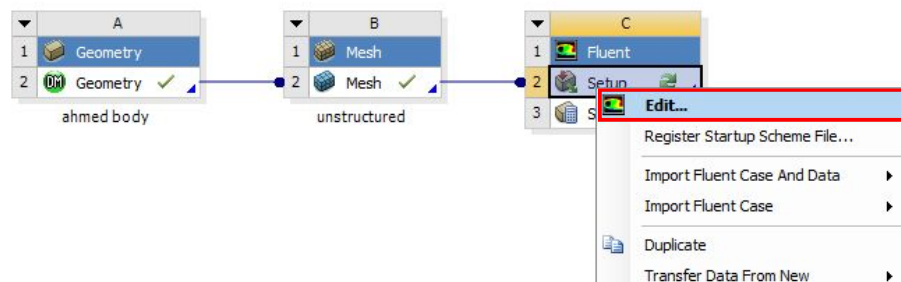 A
1 Geometry
2 DM Geometry
ahmed body
B
1 Mesh
2 Mesh
unstructured
C
1 Fluent
2 Setup
3 S
Edit...
Register Startup Scheme File...
Import Fluent Case And Data
Import Fluent Case
Duplicate
Transfer Data From New